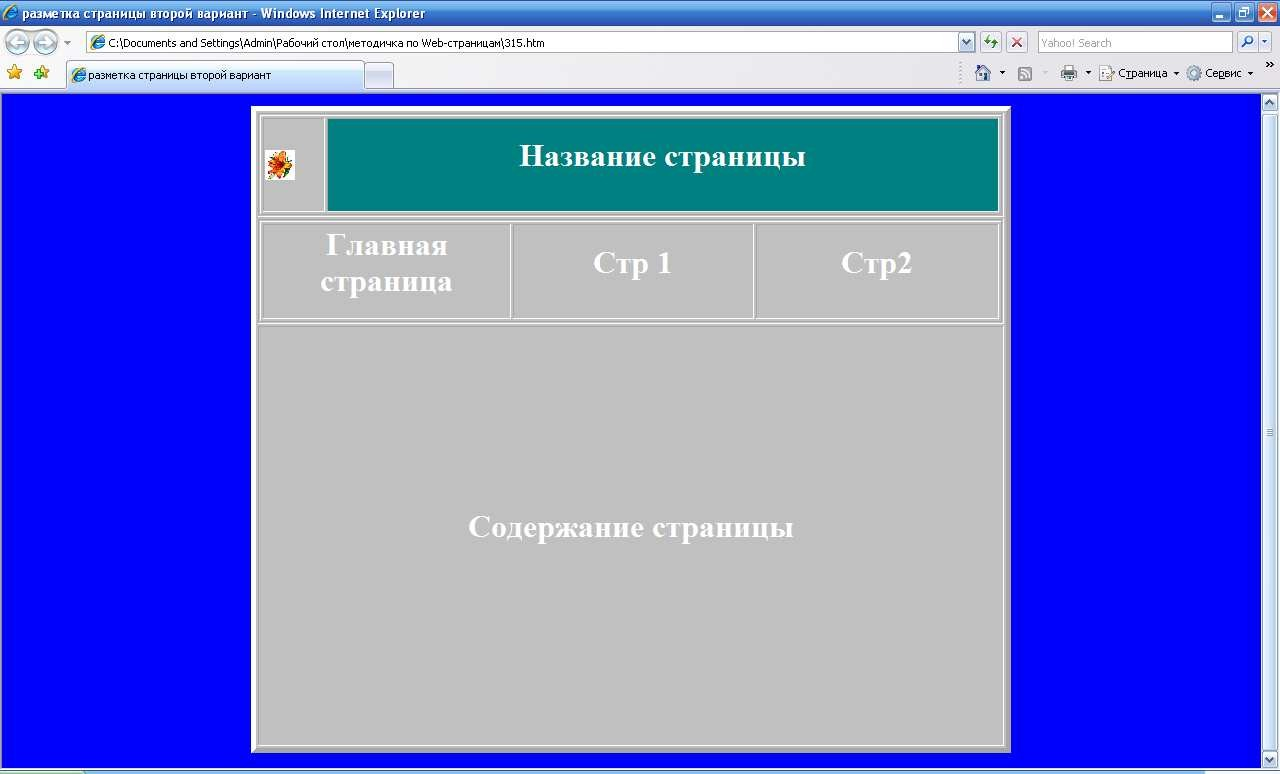 разметка страницы второй вариант - Windows Internet Explorer
C:\Documents and Settings\Admin\Рабочий стол\методичка по Web-страницам\315.htm
Yahoo! Search
разметка страницы второй вариант
Страница
Сервис
»
Название страницы
Главная
страница
Стр 1
Стр2
Содержание страницы